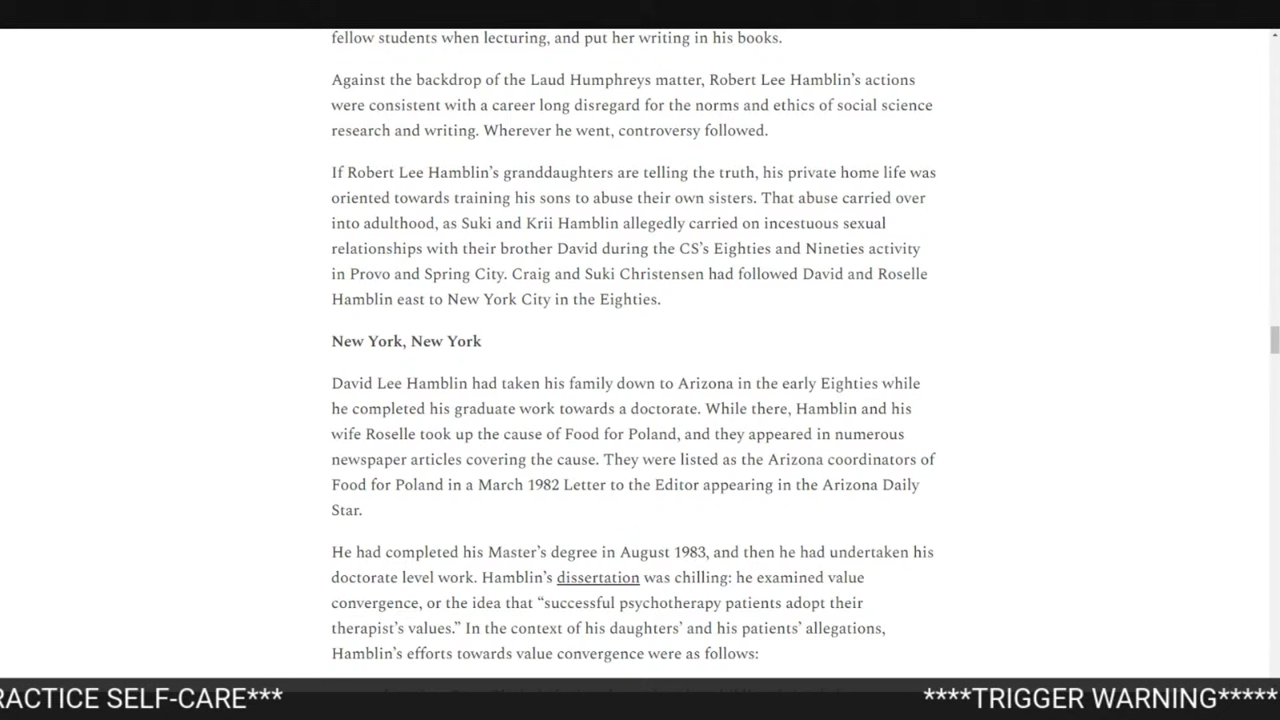 fellow students when lecturing, and put her writing in his books.
Against the backdrop of the Laud Humphreys matter, Robert Lee Hamblin's actions
were consistent with a career long disregard for the norms and ethics of social science
research and writing. Wherever he went, controversy followed.
If Robert Lee Hamblin's granddaughters are telling the truth, his private home life was
oriented towards training his sons to abuse their own sisters. That abuse carried over
into adulthood, as Suki and Krii Hamblin allegedly carried on incestuous sexual
relationships with their brother David during the CS's Eighties and Nineties activity
in Provo and Spring City. Craig and Suki Christensen had followed David and Roselle
Hamblin east to New York City in the Eighties.
New York, New York
David Lee Hamblin had taken his family down to Arizona in the early Eighties while
he completed his graduate work towards a doctorate. While there, Hamblin and his
wife Roselle took up the cause of Food for Poland, and they appeared in numerous
newspaper articles covering the cause. They were listed as the Arizona coordinators of
Food for Poland in a March 1982 Letter to the Editor appearing in the Arizona Daily
Star.
He had completed his Master's degree in August 1983, and then he had undertaken his
doctorate level work. Hamblin's dissertation was chilling: he examined value
convergence, or the idea that “successful psychotherapy patients adopt their
therapist's values.” In the context of his daughters' and his patients' allegations,
Hamblin's efforts towards value convergence were as follows:
RACTICE SELF-CARE*** ****TRIGGER WARNING*****